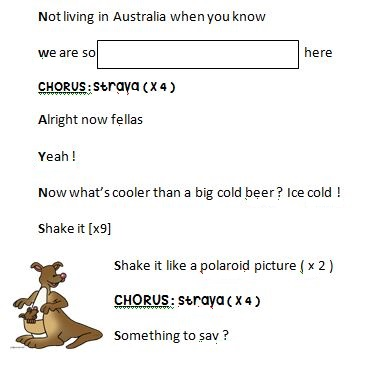 Not living in Australia when you know
we are so here
CHORUS: straya ( X 4 )
Alright now fellas
Yeah !
Now what's cooler than a big cold beer ? Ice cold !
Shake it [x9]
Shake it like a polaroid picture ( x 2 )
CHORUS: straya ( X 4 )
Something to say ?